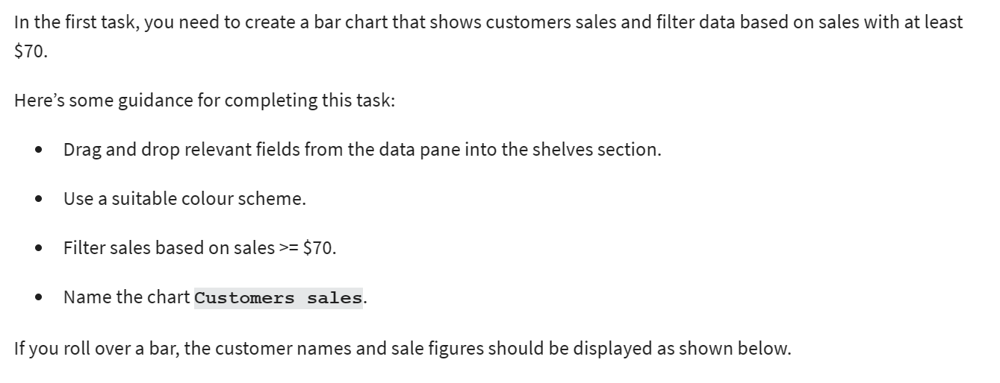 In the first task, you need to create a bar chart that shows customers sales and filter data based on sales with at least
$70.
Here’s some guidance for completing this task:
• Drag and drop relevant fields from the data pane into the shelves section.
• Use a suitable colour scheme.
• Filter sales based on sales >= $70.
• Name the chart Customers sales.
If you roll over a bar, the customer names and sale figures should be displayed as shown below.